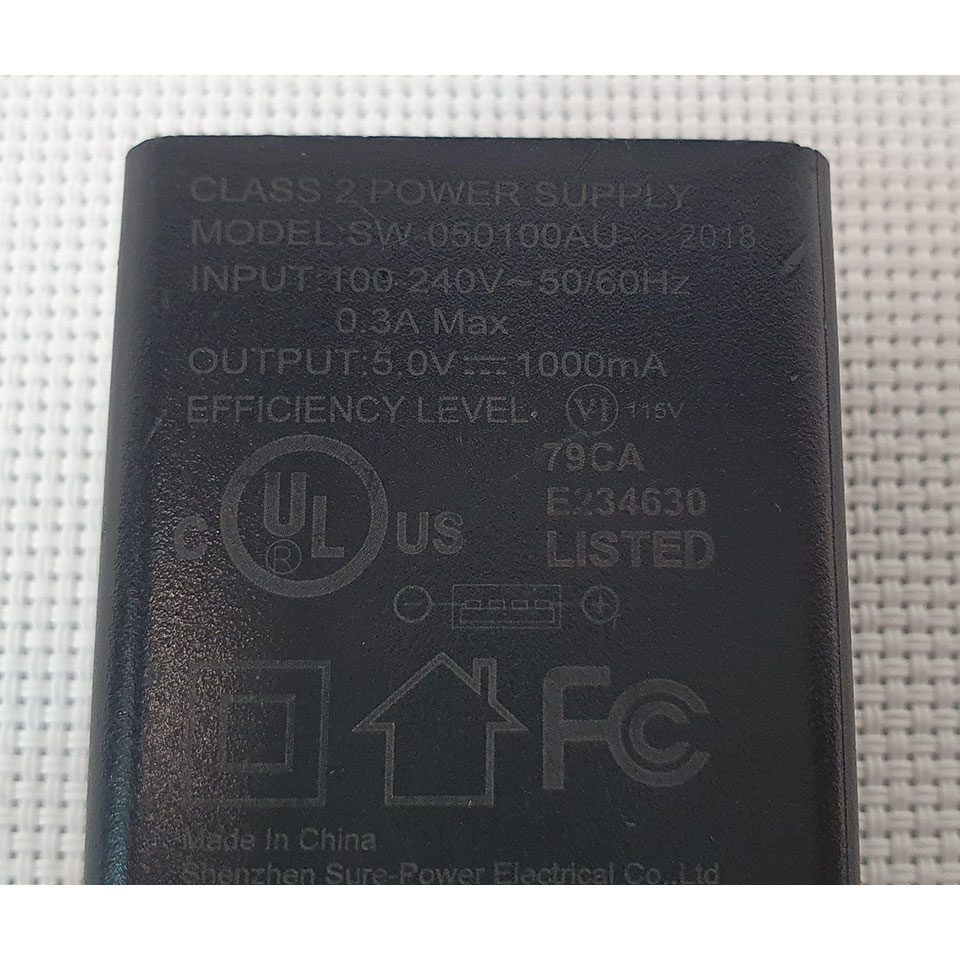 CLASS 2 POWER SUPPLY
MODEL:SW-050100AU 2018
INPUT:100-240V~50/60Hz
0.3A Max
OUTPUT:5.0V⎓1000mA
EFFICIENCY LEVEL: VI 115V
79CA
E234630
C UL ® US LISTED
FC
Made In China
Shenzhen Sure-Power Electrical Co.,Ltd